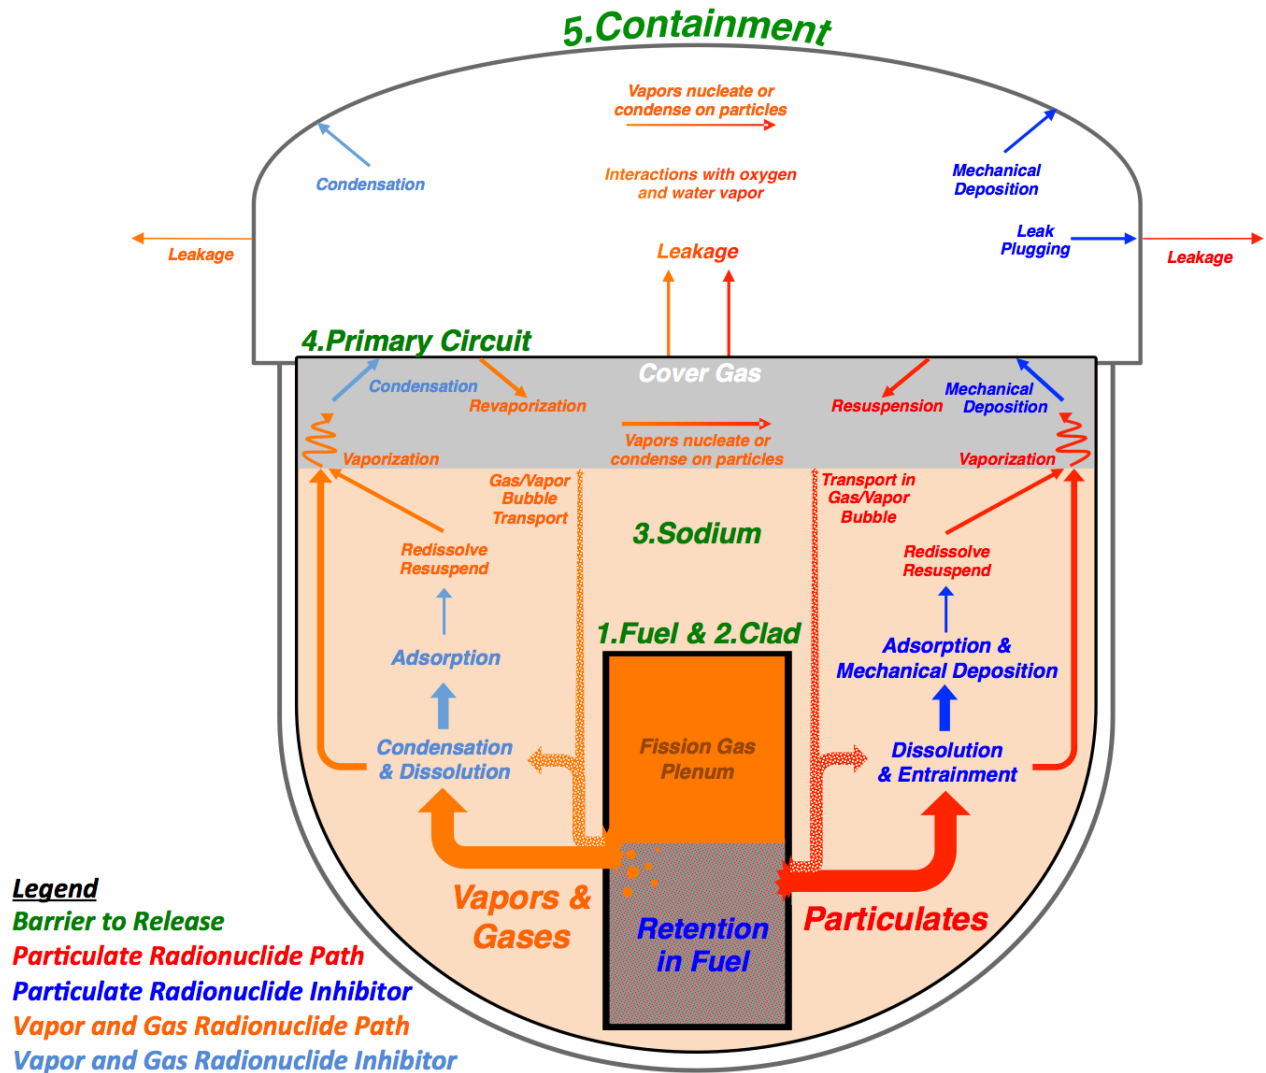 5.Containment
Vapors nucleate or
condense on particles
Condensation
Interactions with oxygen
and water vapor
Mechanical
Deposition
Leak
Plugging
Leakage
Leakage
Leakage
4.Primary Circuit
Cover Gas
Condensation
Revaporization
Resuspension
Mechanical
Deposition
Vapors nucleate or
condense on particles
Vaporization
Vaporization
Gas/Vapor
Bubble
Transport
Transport in
Gas/Vapor
Bubble
3.Sodium
Redissolve
Resuspend
Redissolve
Resuspend
1.Fuel & 2.Clad
Adsorption
Adsorption &
Mechanical Deposition
Condensation
& Dissolution
Fission Gas
Plenum
Dissolution
& Entrainment
Vapors &
Gases
Retention
in Fuel
Particulates
Legend
Barrier to Release
Particulate Radionuclide Path
Particulate Radionuclide Inhibitor
Vapor and Gas Radionuclide Path
Vapor and Gas Radionuclide Inhibitor